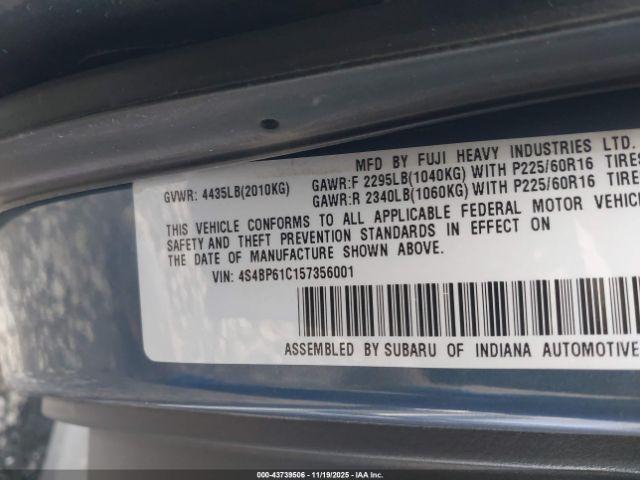 MFD BY FUJI HEAVY INDUSTRIES LTD.
GVWR: 4435LB(2010KG) GAWR:F 2295LB(1040KG) WITH P225/60R16 TIRES
GAWR:R 2340LB(1060KG) WITH P225/60R16 TIRES
THIS VEHICLE CONFORMS TO ALL APPLICABLE FEDERAL MOTOR VEHIC
SAFETY AND THEFT PREVENTION STANDARDS IN EFFECT ON
THE DATE OF MANUFACTURE SHOWN ABOVE.
VIN: 4S4BP61C157356001
ASSEMBLED BY SUBARU OF INDIANA AUTOMOTIVE
000-43739506 - 11/19/2025 - IAAI.COM